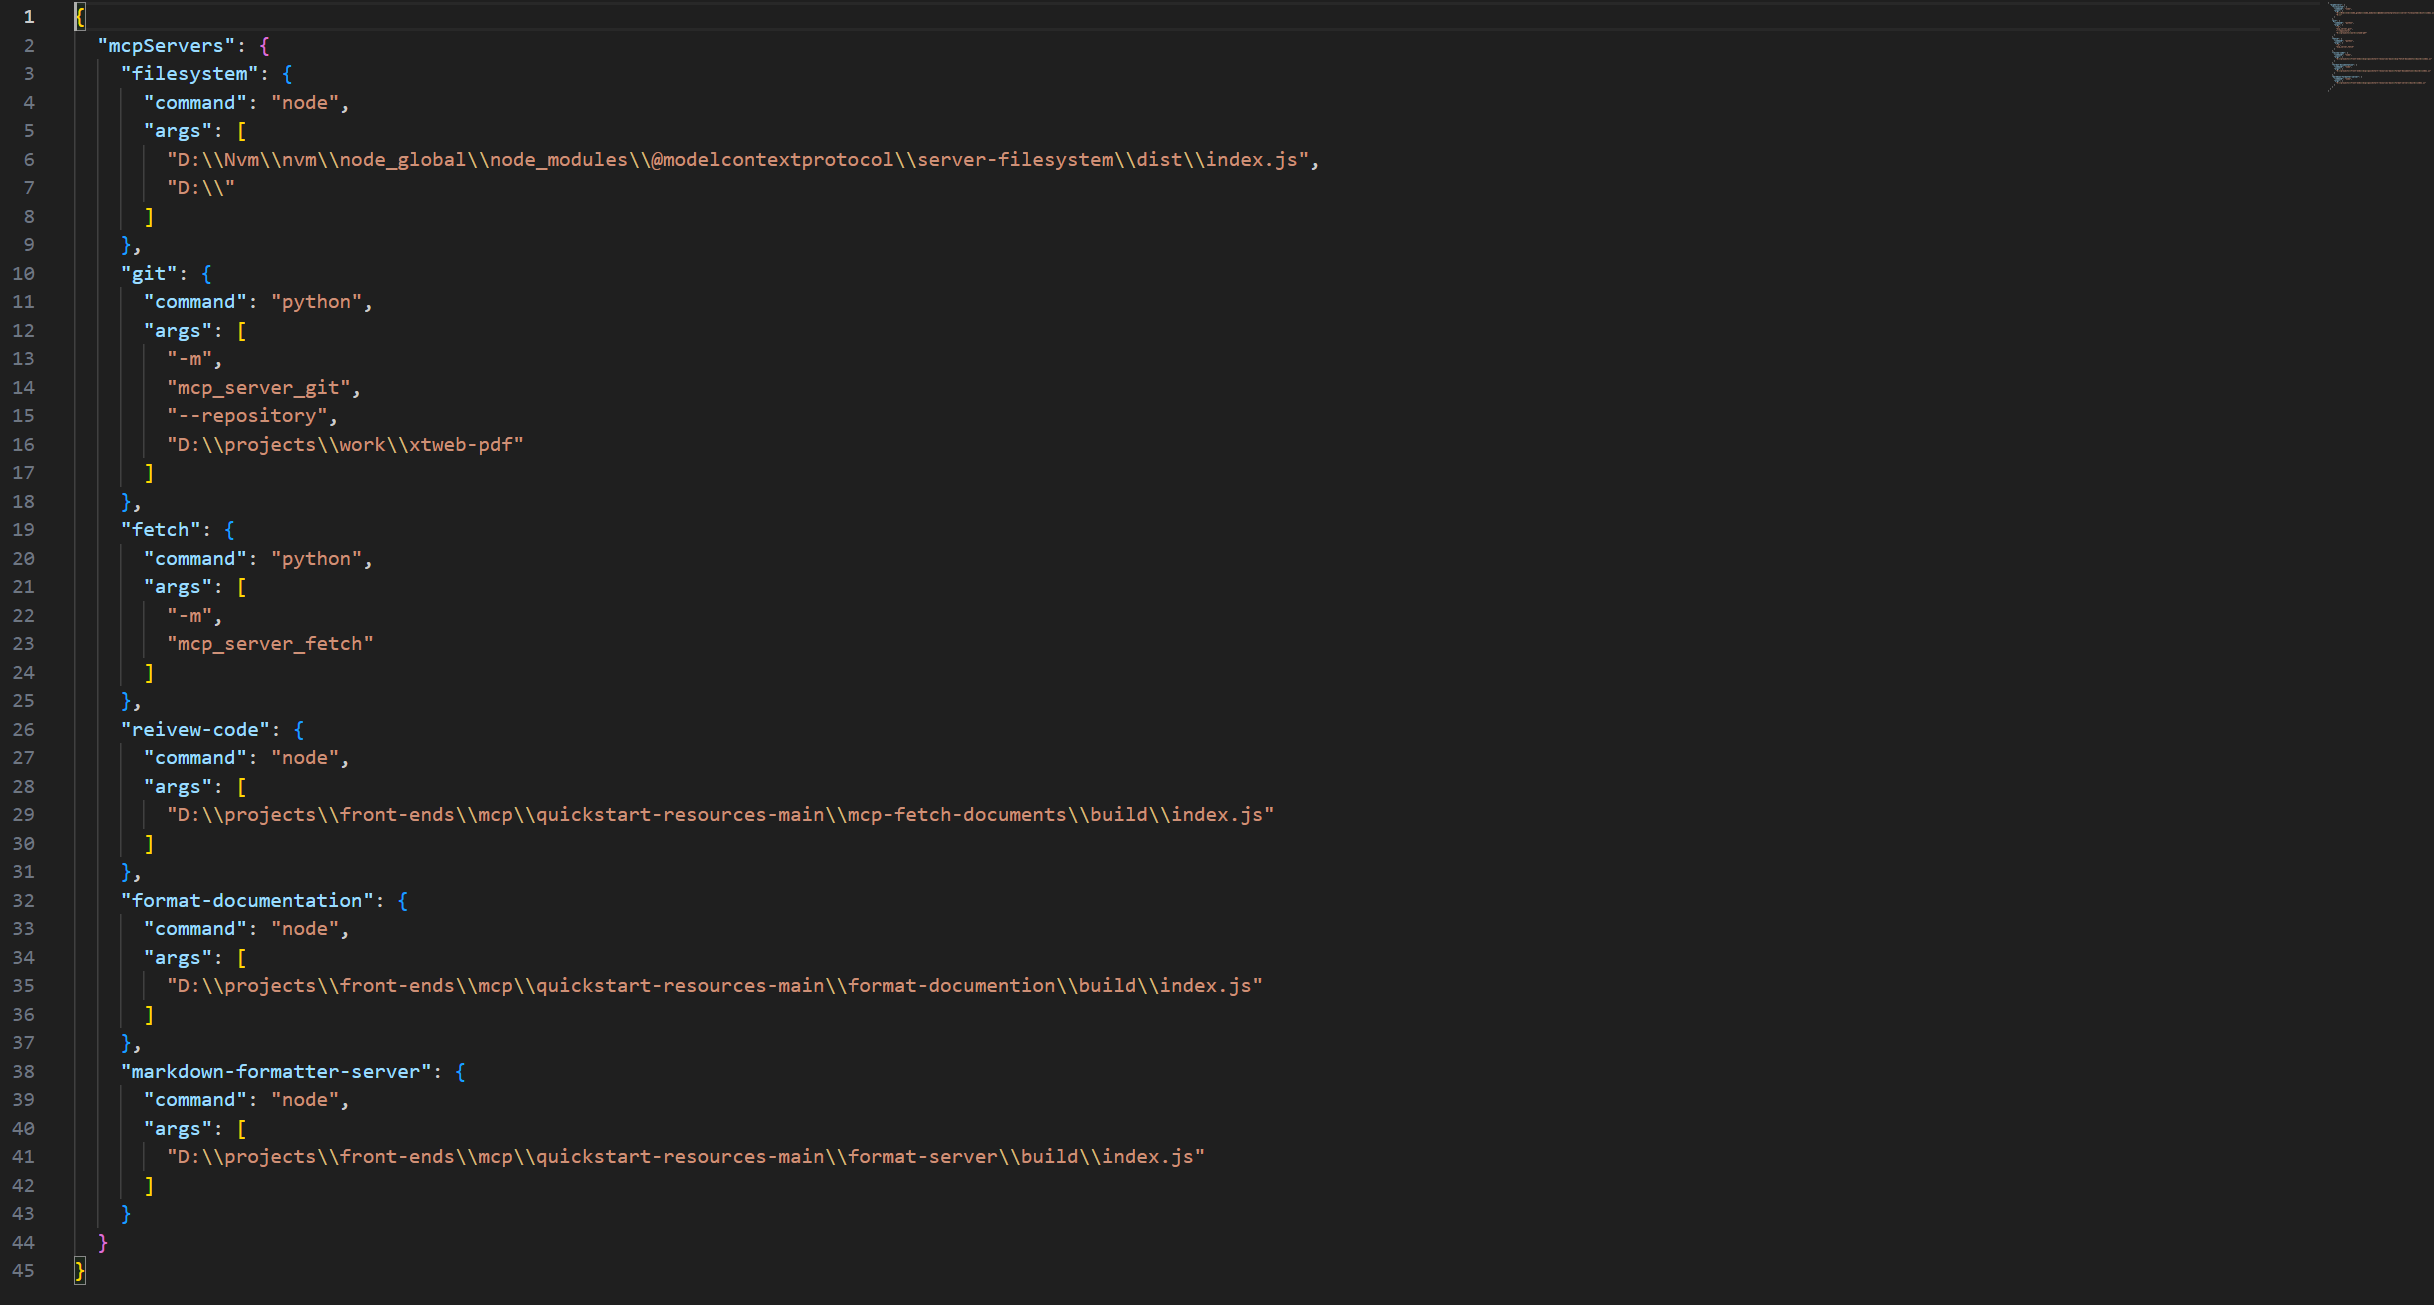 1 {
2 "mcpServers": {
3 "filesystem": {
4 "command": "node",
5 "args": [
6 "D:\\Nvm\\nvm\\node_global\\node_modules\\@modelcontextprotocol\\server-filesystem\\dist\\index.js",
7 "D:\\"
8 ]
9 },
10 "git": {
11 "command": "python",
12 "args": [
13 "-m",
14 "mcp_server_git",
15 "--repository",
16 "D:\\projects\\work\\xtweb-pdf"
17 ]
18 },
19 "fetch": {
20 "command": "python",
21 "args": [
22 "-m",
23 "mcp_server_fetch"
24 ]
25 },
26 "reivew-code": {
27 "command": "node",
28 "args": [
29 "D:\\projects\\front-ends\\mcp\\quickstart-resources-main\\mcp-fetch-documents\\build\\index.js"
30 ]
31 },
32 "format-documentation": {
33 "command": "node",
34 "args": [
35 "D:\\projects\\front-ends\\mcp\\quickstart-resources-main\\format-documention\\build\\index.js"
36 ]
37 },
38 "markdown-formatter-server": {
39 "command": "node",
40 "args": [
41 "D:\\projects\\front-ends\\mcp\\quickstart-resources-main\\format-server\\build\\index.js"
42 ]
43 }
44 }
45 }